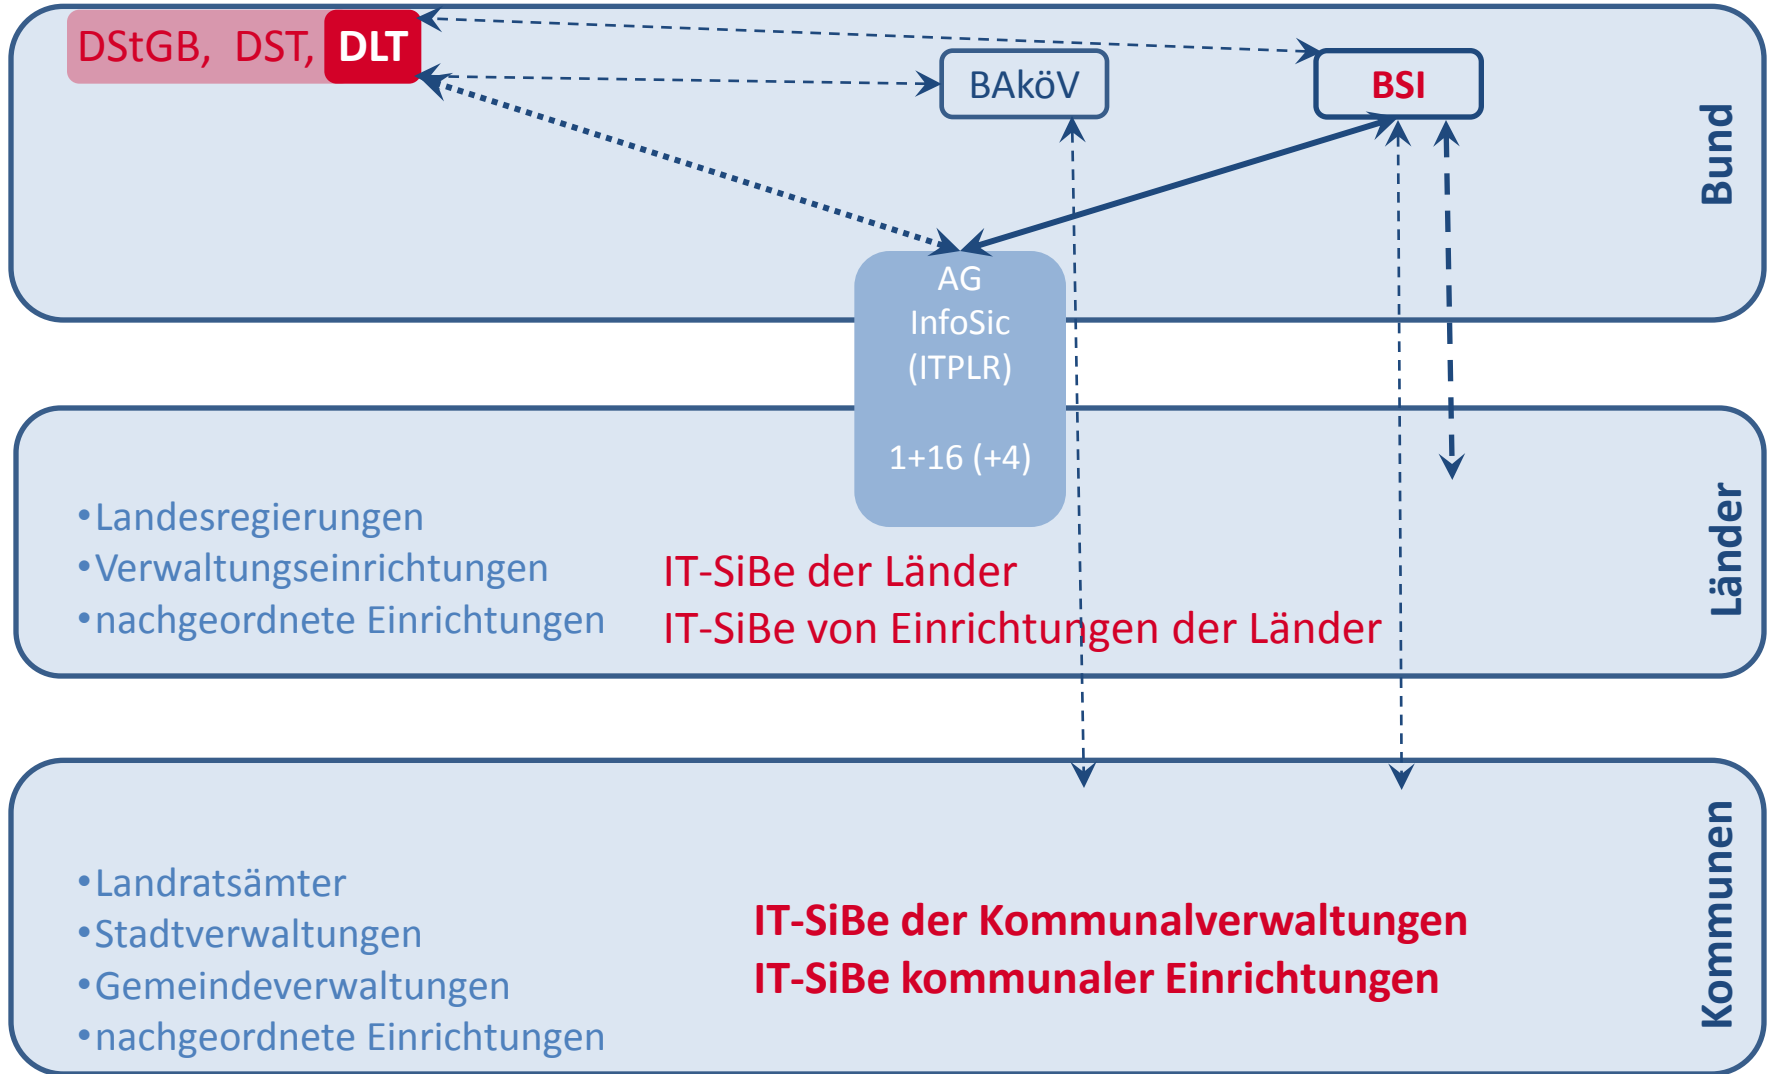 DStGB, DST, DLT
BAköV
BSI
Bund
AG
InfoSic
(ITPLR)
1+16 (+4)
•Landesregierungen
•Verwaltungseinrichtungen
•nachgeordnete Einrichtungen
IT-SiBe der Länder
IT-SiBe von Einrichtungen der Länder
Länder
•Landratsämter
•Stadtverwaltungen
•Gemeindeverwaltungen
•nachgeordnete Einrichtungen
IT-SiBe der Kommunalverwaltungen
IT-SiBe kommunaler Einrichtungen
Kommunen